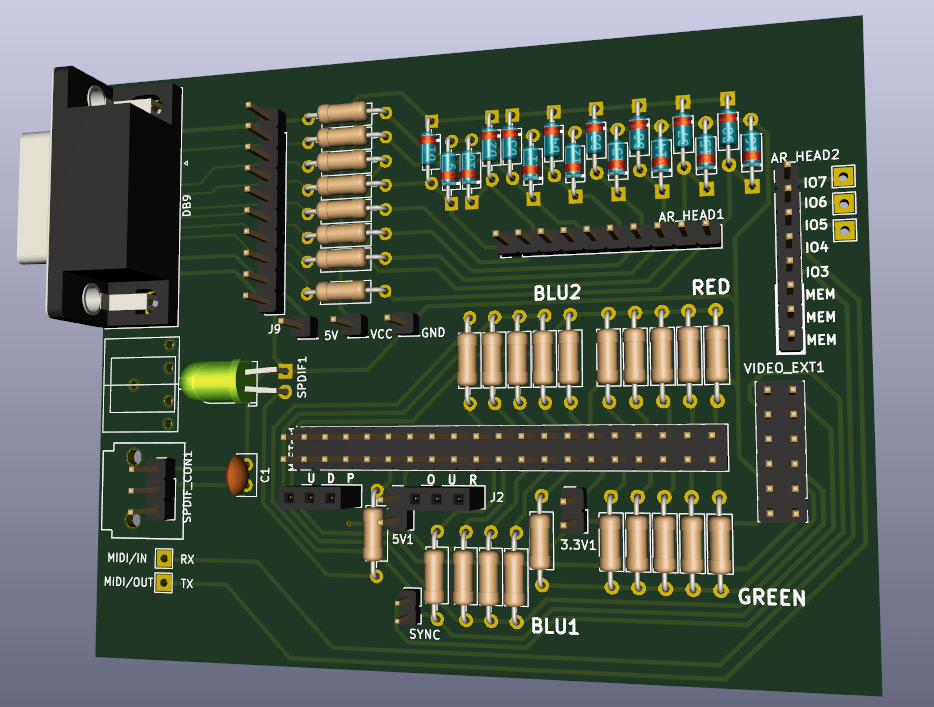 DB9
AR_HEAD2
IO7
IO6
IO5
IO4
IO3
MEM
MEM
MEM
AR_HEAD1
BLU2
RED
J9
5V
VCC
GND
SPDIF1
VIDEO_EXT1
SPDIF_CON1
C1
U D P
O U R
J2
5V1
3.3V1
MIDI/IN
RX
MIDI/OUT
TX
SYNC
BLU1
GREEN